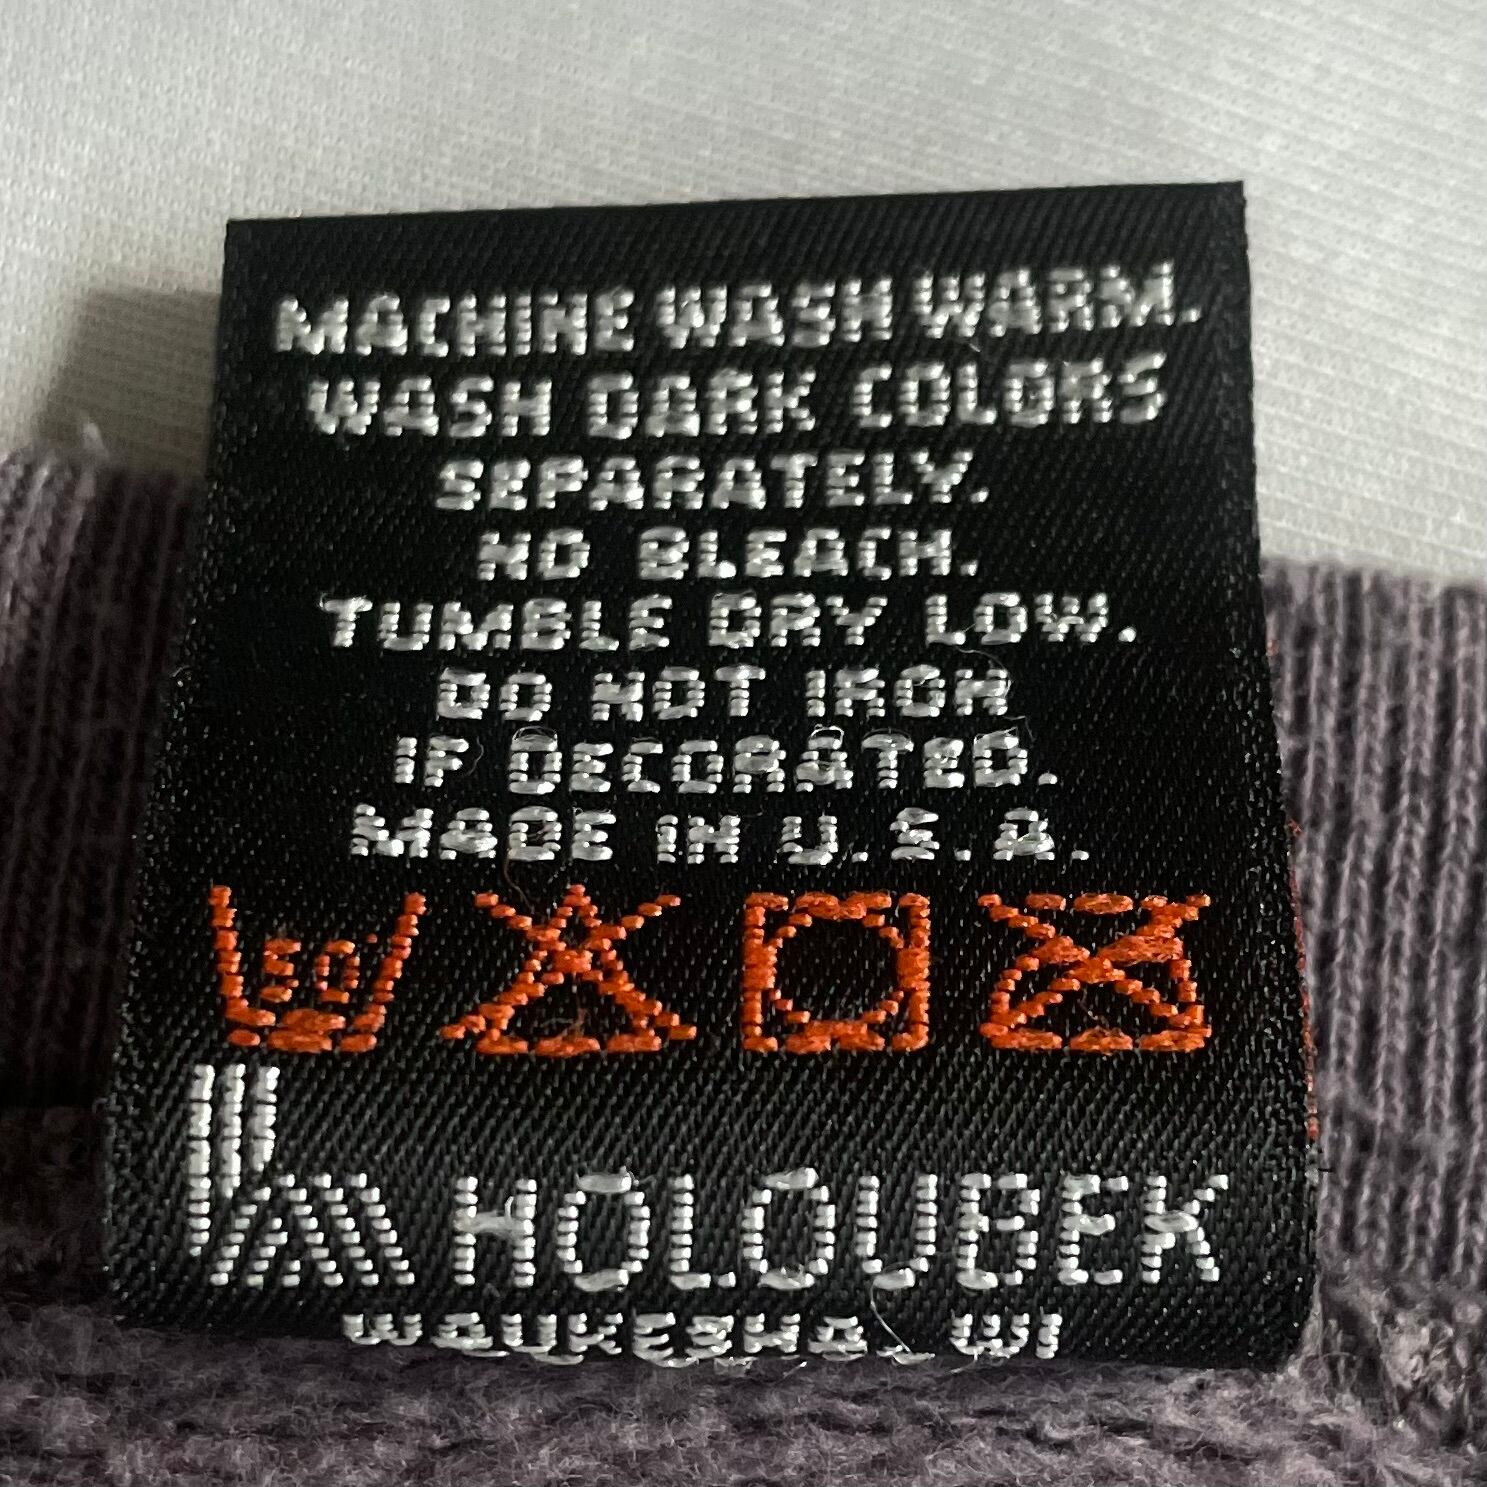 MACHINE WASH WARM.
WASH DARK COLORS
SEPARATELY.
NO BLEACH.
TUMBLE DRY LOW.
DO NOT IRON
IF DECORATED.
MADE IN U.S.A.
50°
HOLOUBEK
WAUKESHA, WI